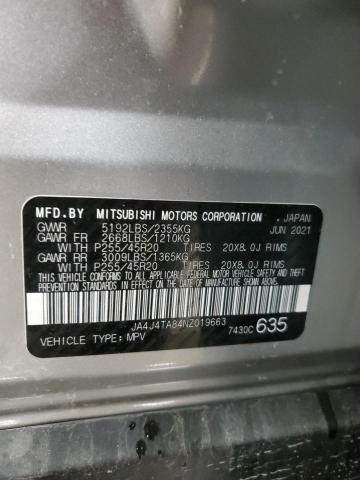 MFD.BY MITSUBISHI MOTORS CORPORATION , JAPAN
GWWR 5192LBS/2355KG JUN 2021
GAWR FR 2668LBS/1210KG
WITH P255/45R20 TIRES 20X8.0J RIMS
GAWR RR 3009LBS/1365KG
WITH P255/45R20 TIRES 20X8.0J RIMS
THIS VEHICLE CONFORMS TO ALL APPLICABLE FEDERAL MOTOR VEHICLE
SAFETY, BUMPER, AND THEFT PREVENTION STANDARDS IN
EFFECT ON THE DATE OF MANUFACTURE SHOWN ABOVE.
JA4J4TA84NZ019663
VEHICLE TYPE: MPV 7430C 635